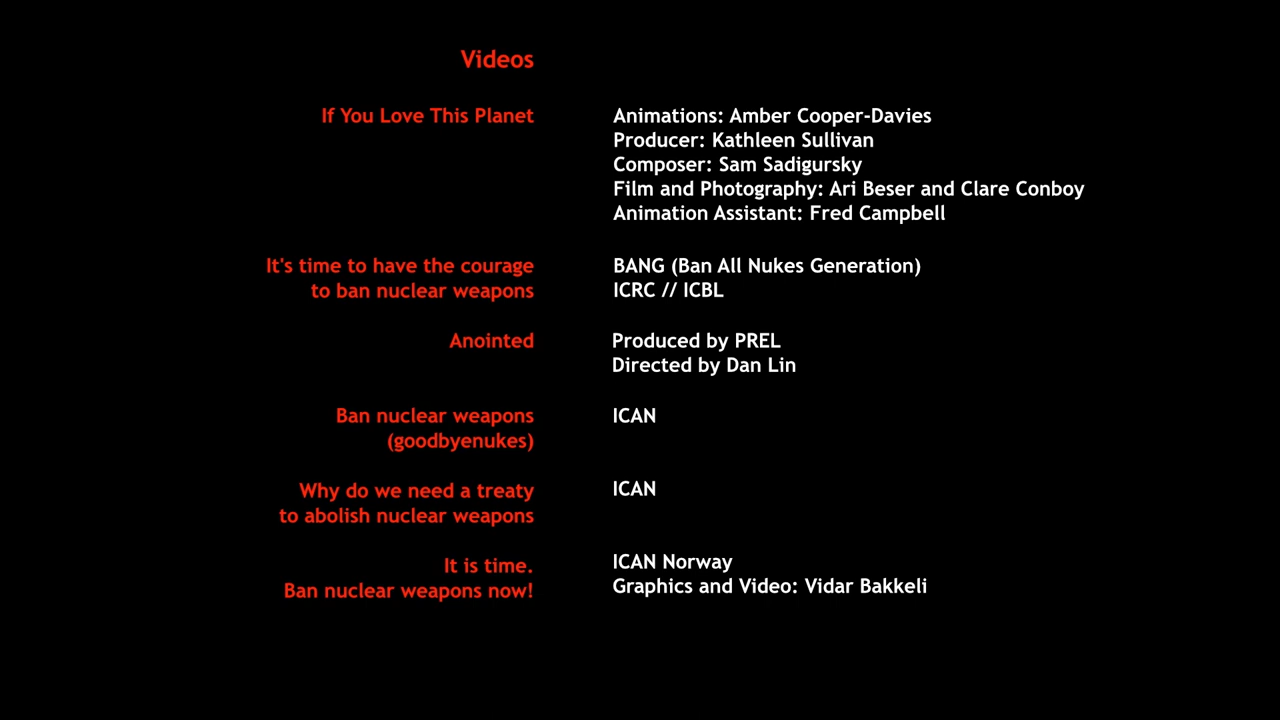 Videos
If You Love This Planet
Animations: Amber Cooper-Davies
Producer: Kathleen Sullivan
Composer: Sam Sadigursky
Film and Photography: Ari Beser and Clare Conboy
Animation Assistant: Fred Campbell
It's time to have the courage
to ban nuclear weapons
BANG (Ban All Nukes Generation)
ICRC // ICBL
Anointed
Produced by PREL
Directed by Dan Lin
Ban nuclear weapons
(goodbyenukes)
ICAN
Why do we need a treaty
to abolish nuclear weapons
ICAN
It is time.
Ban nuclear weapons now!
ICAN Norway
Graphics and Video: Vidar Bakkeli